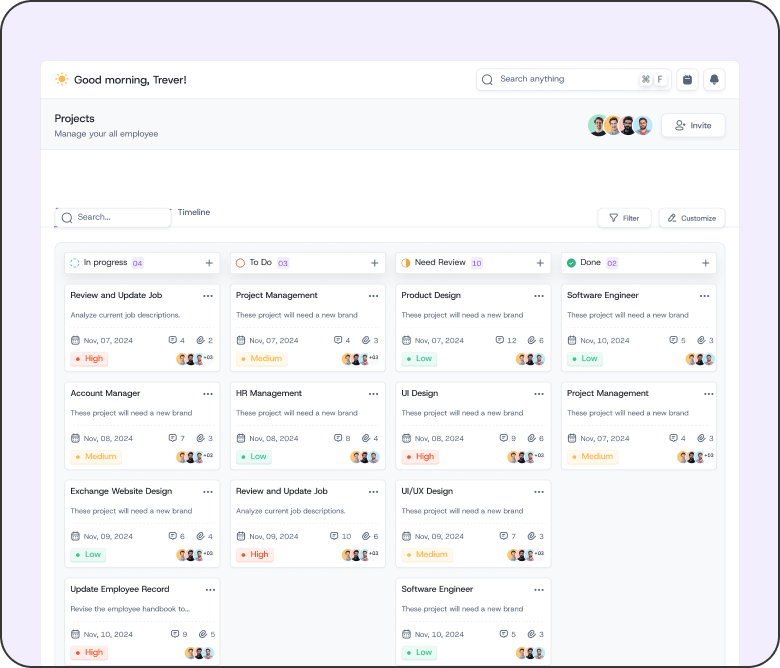 Good morning, Trever!
Search anything
⌘ F
Projects
Manage your all employee
Invite
Search...
Timeline
Filter
Customize
In progress 04
Review and Update Job
Analyze current job descriptions.
Nov, 07, 2024 4 2
High +03
Account Manager
These project will need a new brand
Nov, 08, 2024 7 3
Medium +03
Exchange Website Design
These project will need a new brand
Nov, 09, 2024 6 4
Low +03
Update Employee Record
Revise the employee handbook to...
Nov, 10, 2024 9 5
High
To Do 03
Project Management
These project will need a new brand
Nov, 07, 2024 4 3
Medium +03
HR Management
These project will need a new brand
Nov, 08, 2024 8 4
Low
Review and Update Job
Analyze current job descriptions.
Nov, 09, 2024 10 6
High +03
Need Review 10
Product Design
These project will need a new brand
Nov, 07, 2024 12 6
Low
UI Design
These project will need a new brand
Nov, 08, 2024 9 6
High +03
UI/UX Design
These project will need a new brand
Nov, 09, 2024 7 3
Medium +03
Software Engineer
These project will need a new brand
Nov, 10, 2024 5 3
Low
Done 02
Software Engineer
These project will need a new brand
Nov, 10, 2024 5 3
Low
Project Management
These project will need a new brand
Nov, 07, 2024 4 3
Medium +03